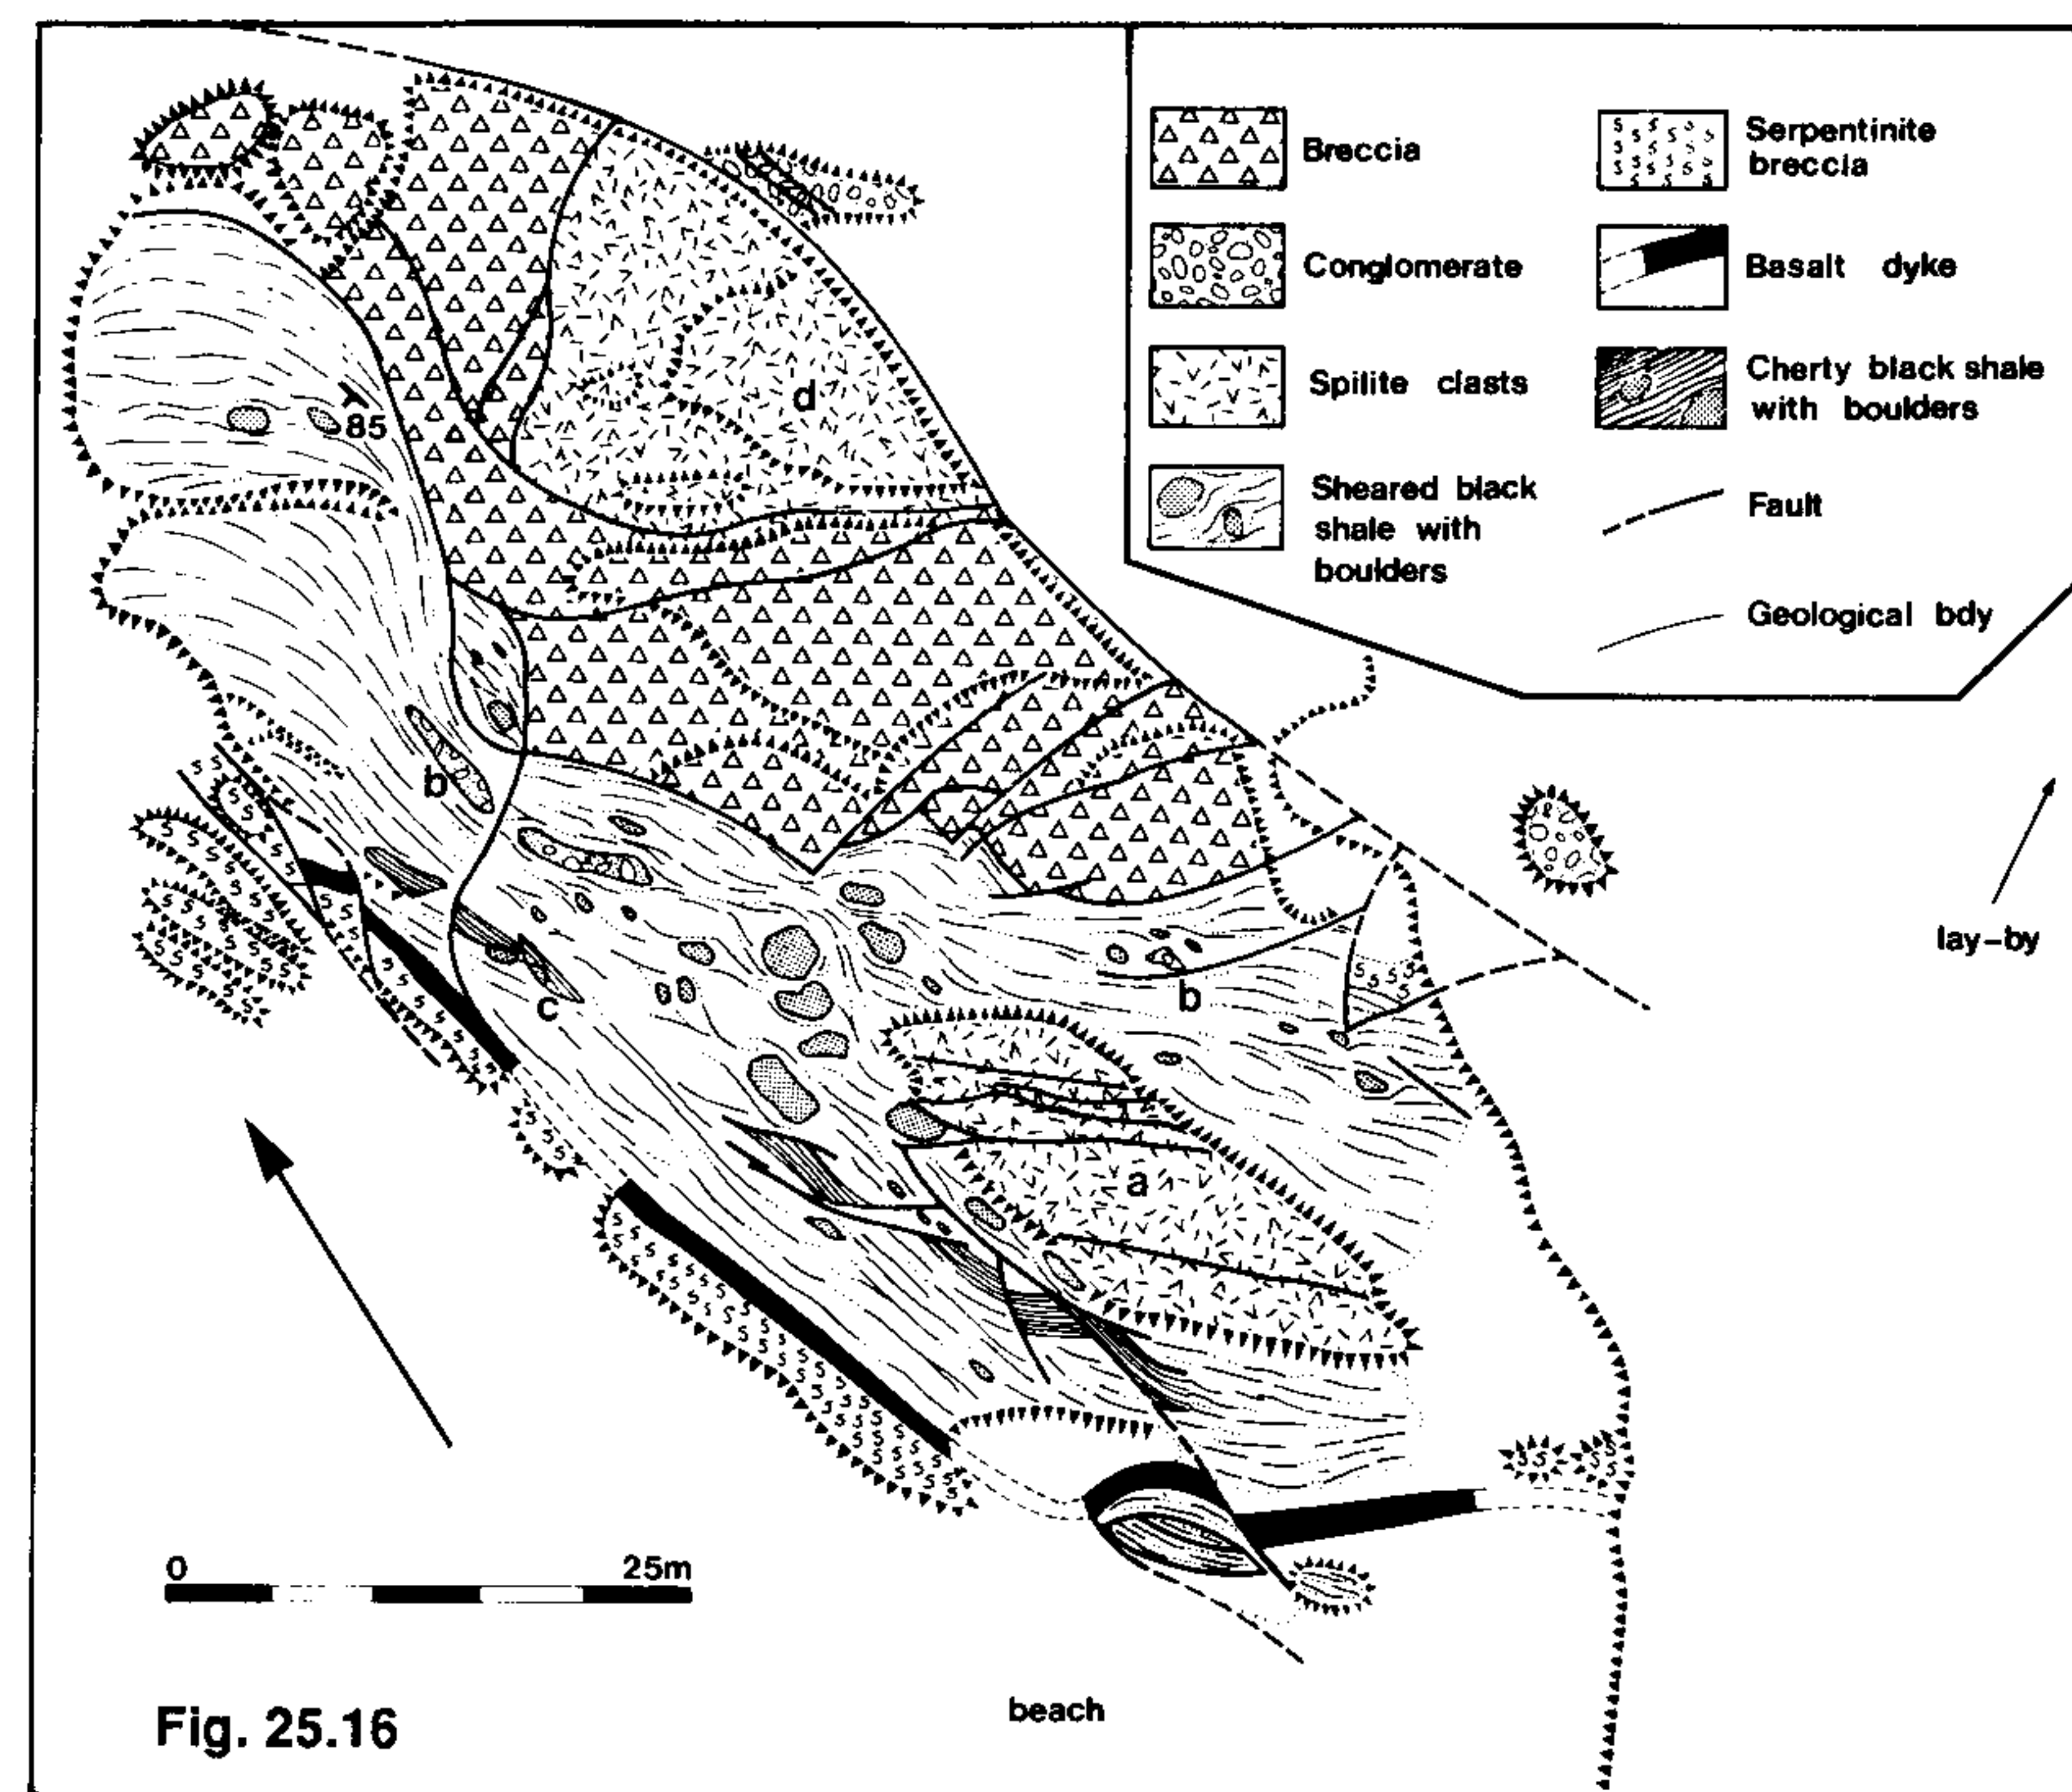 Breccia
Conglomerate
Spilite clasts
Sheared black
shale with
boulders
Serpentinite
breccia
Basalt dyke
Cherty black shale
with boulders
Fault
Geological bdy
d
85
b
c
b
a
lay-by
0 25m
Fig. 25.16
beach